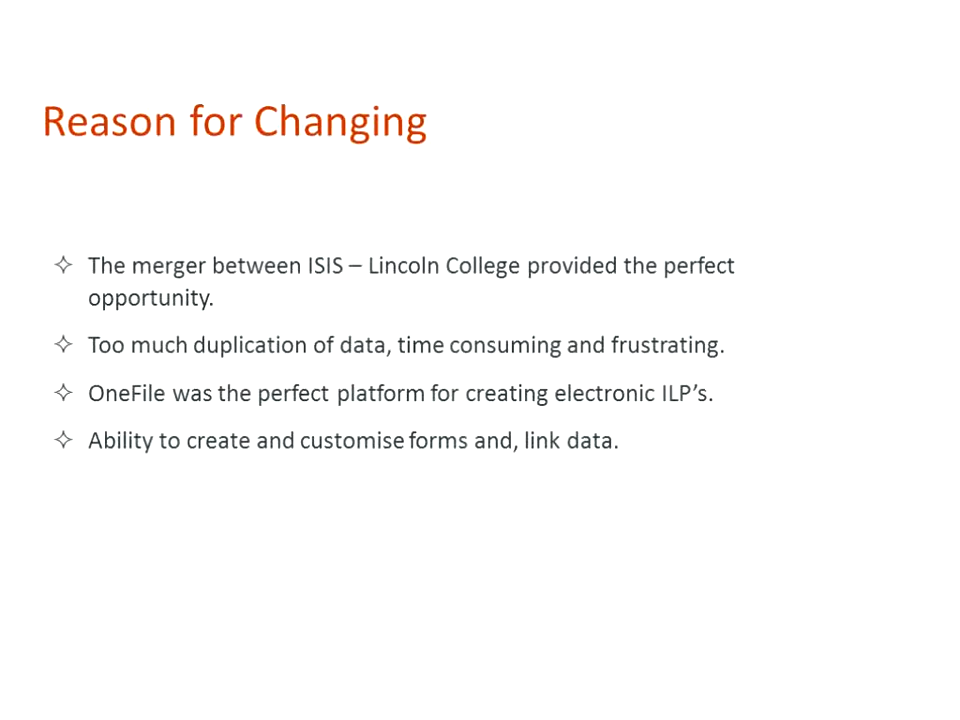 Reason for Changing
The merger between ISIS – Lincoln College provided the perfect
opportunity.
Too much duplication of data, time consuming and frustrating.
OneFile was the perfect platform for creating electronic ILP’s.
Ability to create and customise forms and, link data.